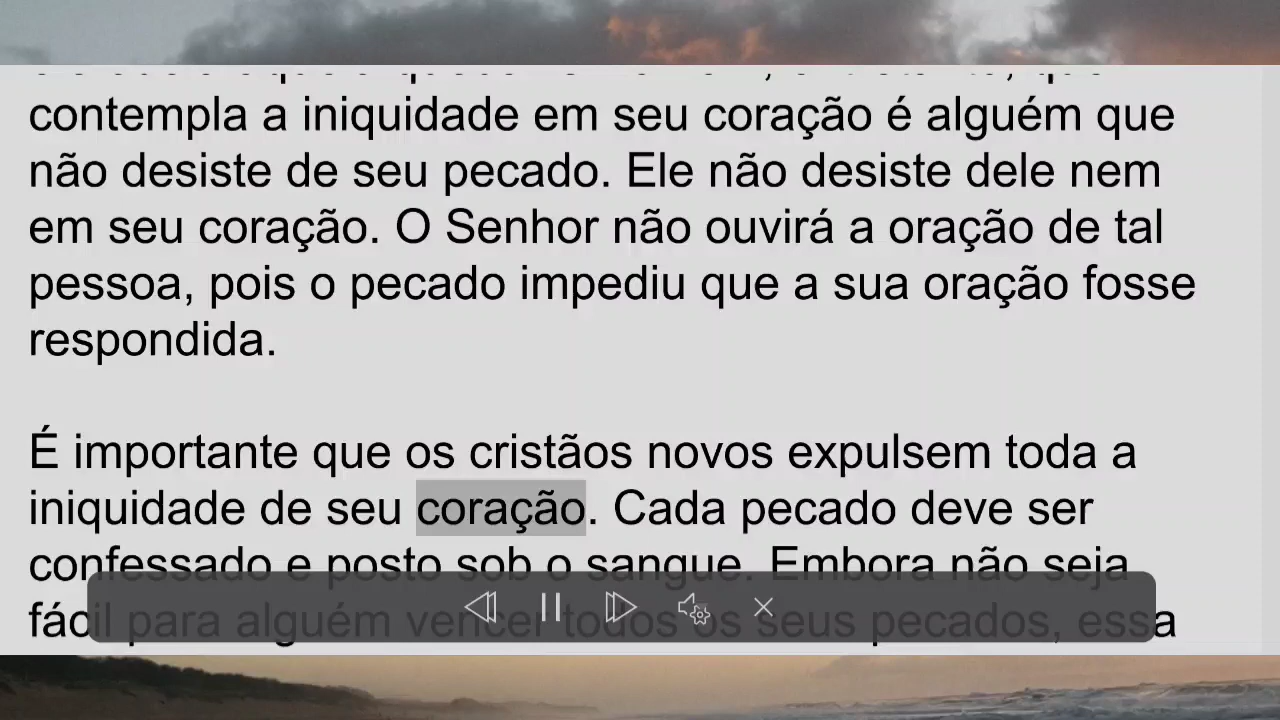 contempla a iniquidade em seu coração é alguém que
não desiste de seu pecado. Ele não desiste dele nem
em seu coração. O Senhor não ouvirá a oração de tal
pessoa, pois o pecado impediu que a sua oração fosse
respondida.
É importante que os cristãos novos expulsem toda a
iniquidade de seu coração. Cada pecado deve ser
confessado e posto sob o sangue. Embora não seja
fácil para alguém vencer todos os seus pecados, essa